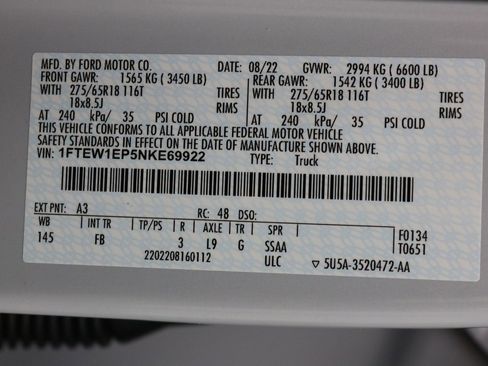 MFD. BY FORD MOTOR CO. DATE: 08/22 GVWR: 2994 KG (6600 LB)
FRONT GAWR: 1565 KG (3450 LB) REAR GAWR: 1542 KG (3400 LB)
WITH 275/65R18 116T TIRES WITH 275/65R18 116T TIRES
18x8.5J RIMS 18x8.5J RIMS
AT 240 kPa/ 35 PSI COLD AT 240 kPa/ 35 PSI COLD
THIS VEHICLE CONFORMS TO ALL APPLICABLE FEDERAL MOTOR VEHICLE
SAFETY STANDARDS IN EFFECT ON THE DATE OF MANUFACTURE SHOWN ABOVE.
VIN: 1FTEW1EP5NKE69922 TYPE: Truck
EXT PNT: A3 RC: 48 DSO:
WB INT TR TP/PS R AXLE TR SPR F0134
145 FB 3 L9 G SSAA T0651
2202208160112 ULC ▽ 5U5A-3520472-AA